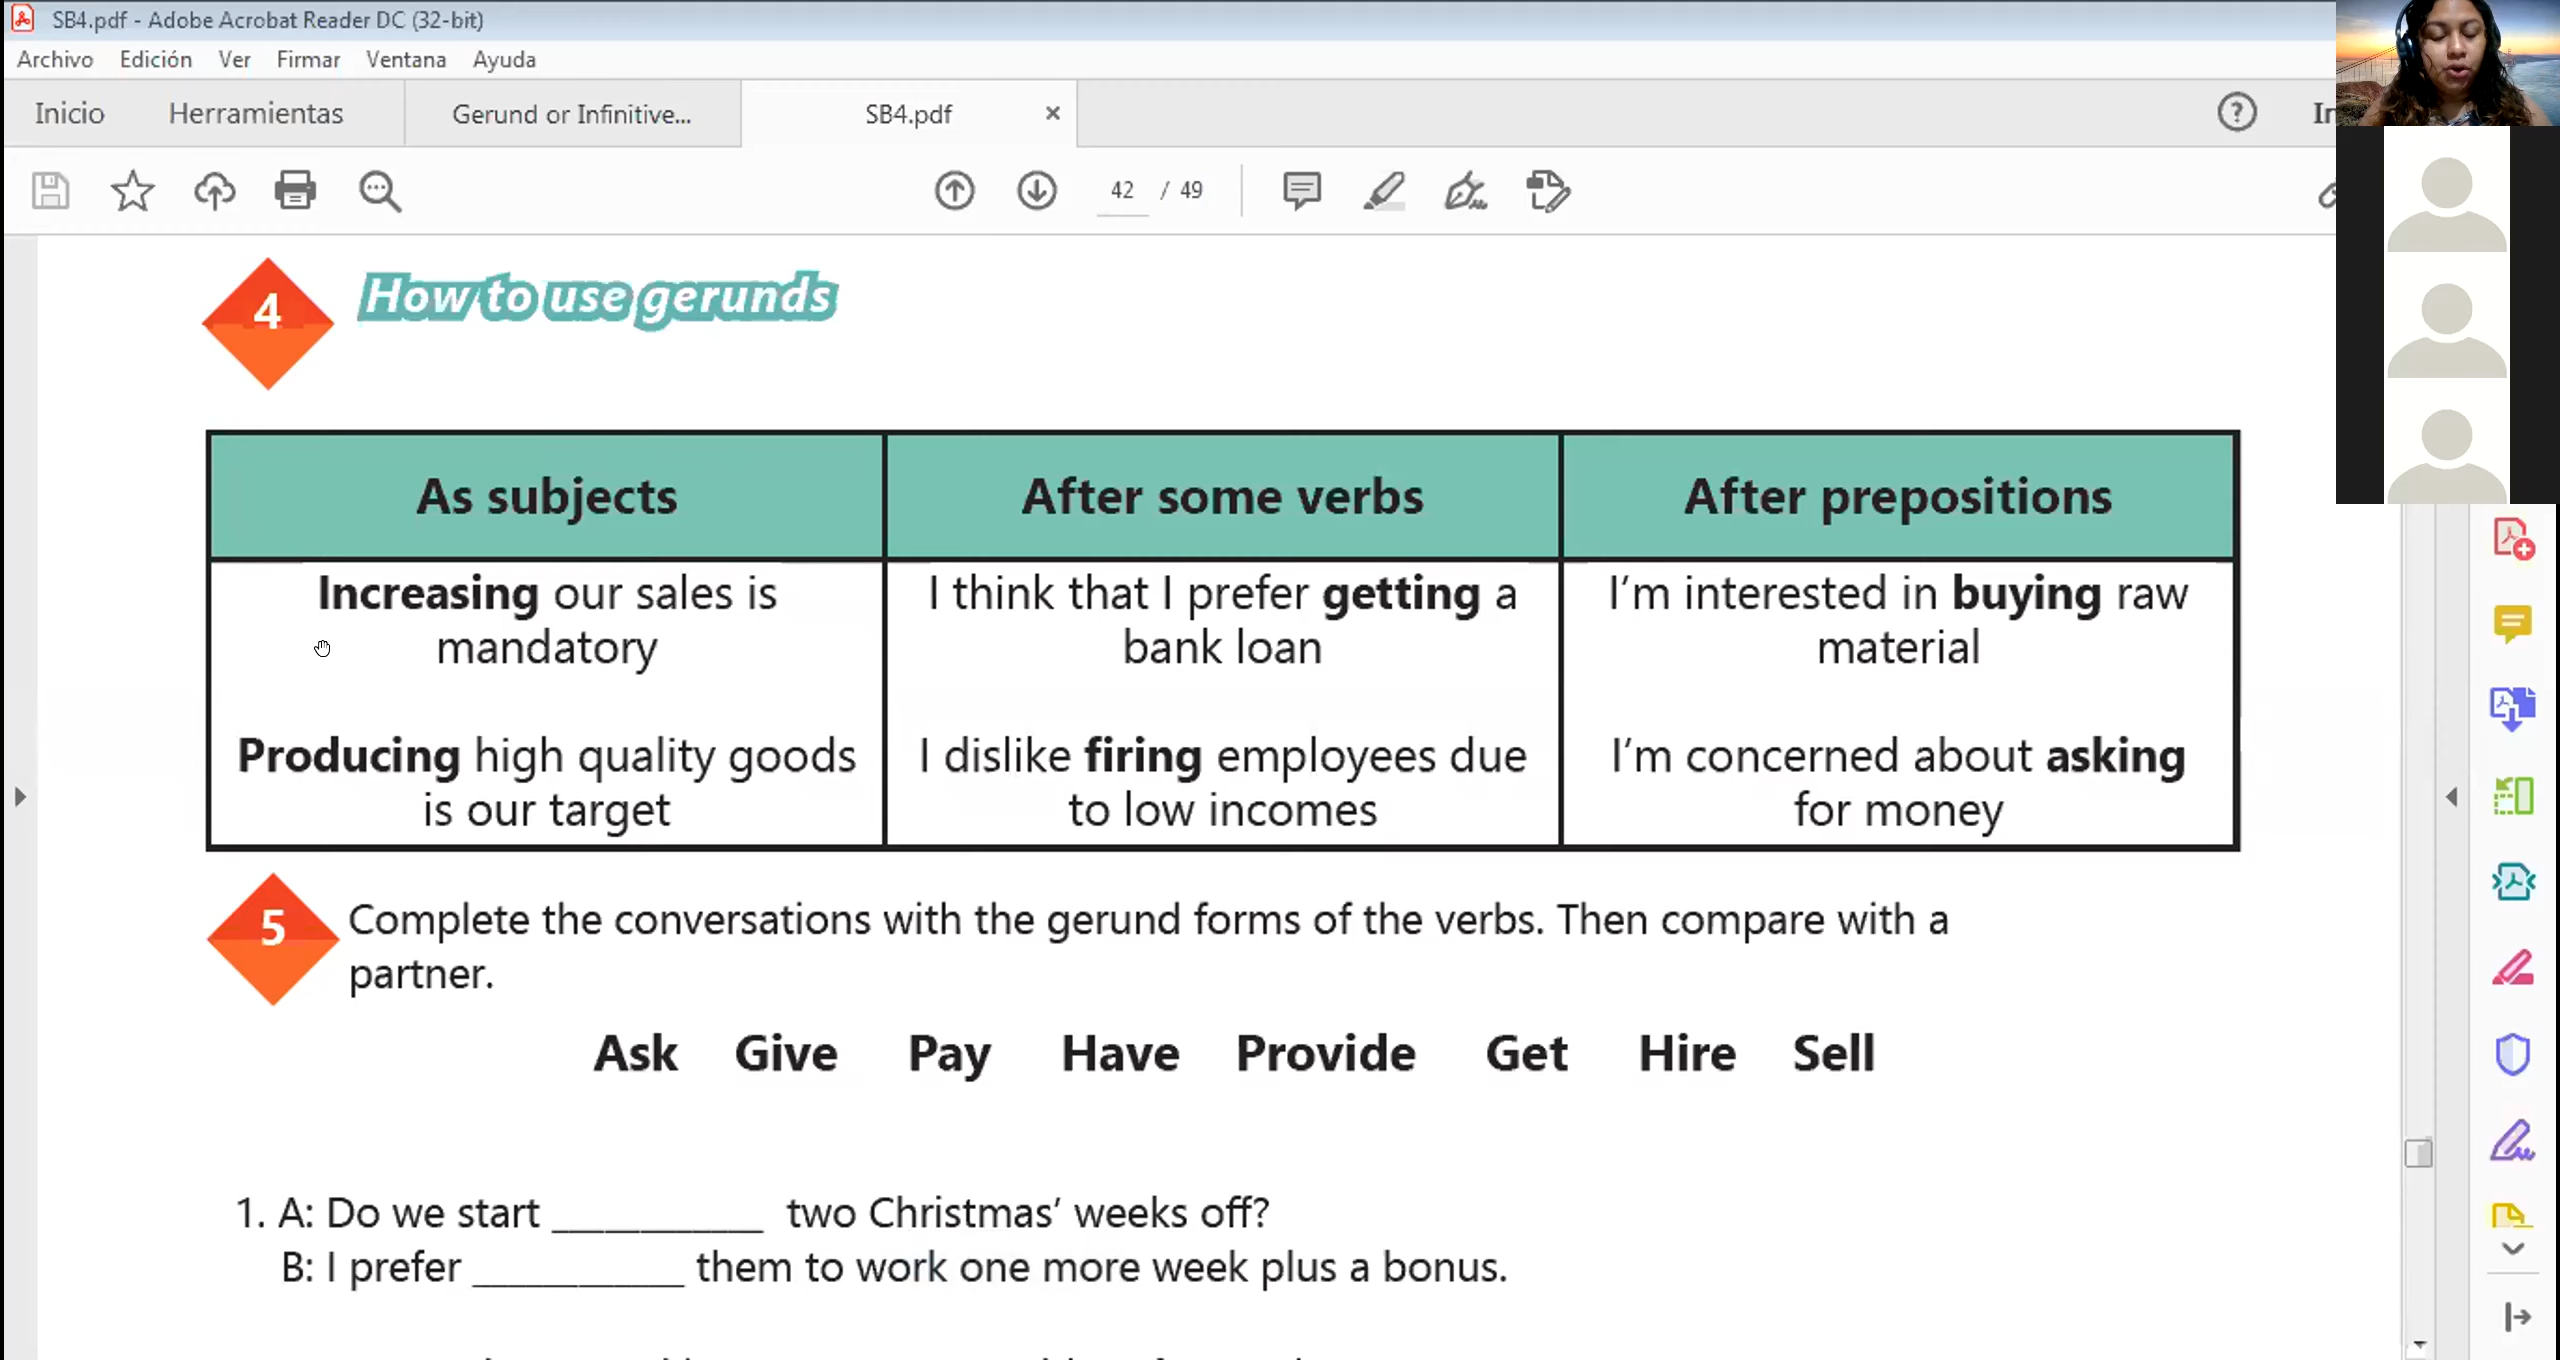 SB4.pdf - Adobe Acrobat Reader DC (32-bit)
Archivo Edición Ver Firmar Ventana Ayuda
Inicio Herramientas Gerund or Infinitive... SB4.pdf
42 / 49
4 How to use gerunds
As subjects After some verbs After prepositions
Increasing our sales is
mandatory
Producing high quality goods
is our target
I think that I prefer getting a
bank loan
I dislike firing employees due
to low incomes
I'm interested in buying raw
material
I'm concerned about asking
for money
5 Complete the conversations with the gerund forms of the verbs. Then compare with a
partner.
Ask Give Pay Have Provide Get Hire Sell
1. A: Do we start __________ two Christmas' weeks off?
B: I prefer __________ them to work one more week plus a bonus.